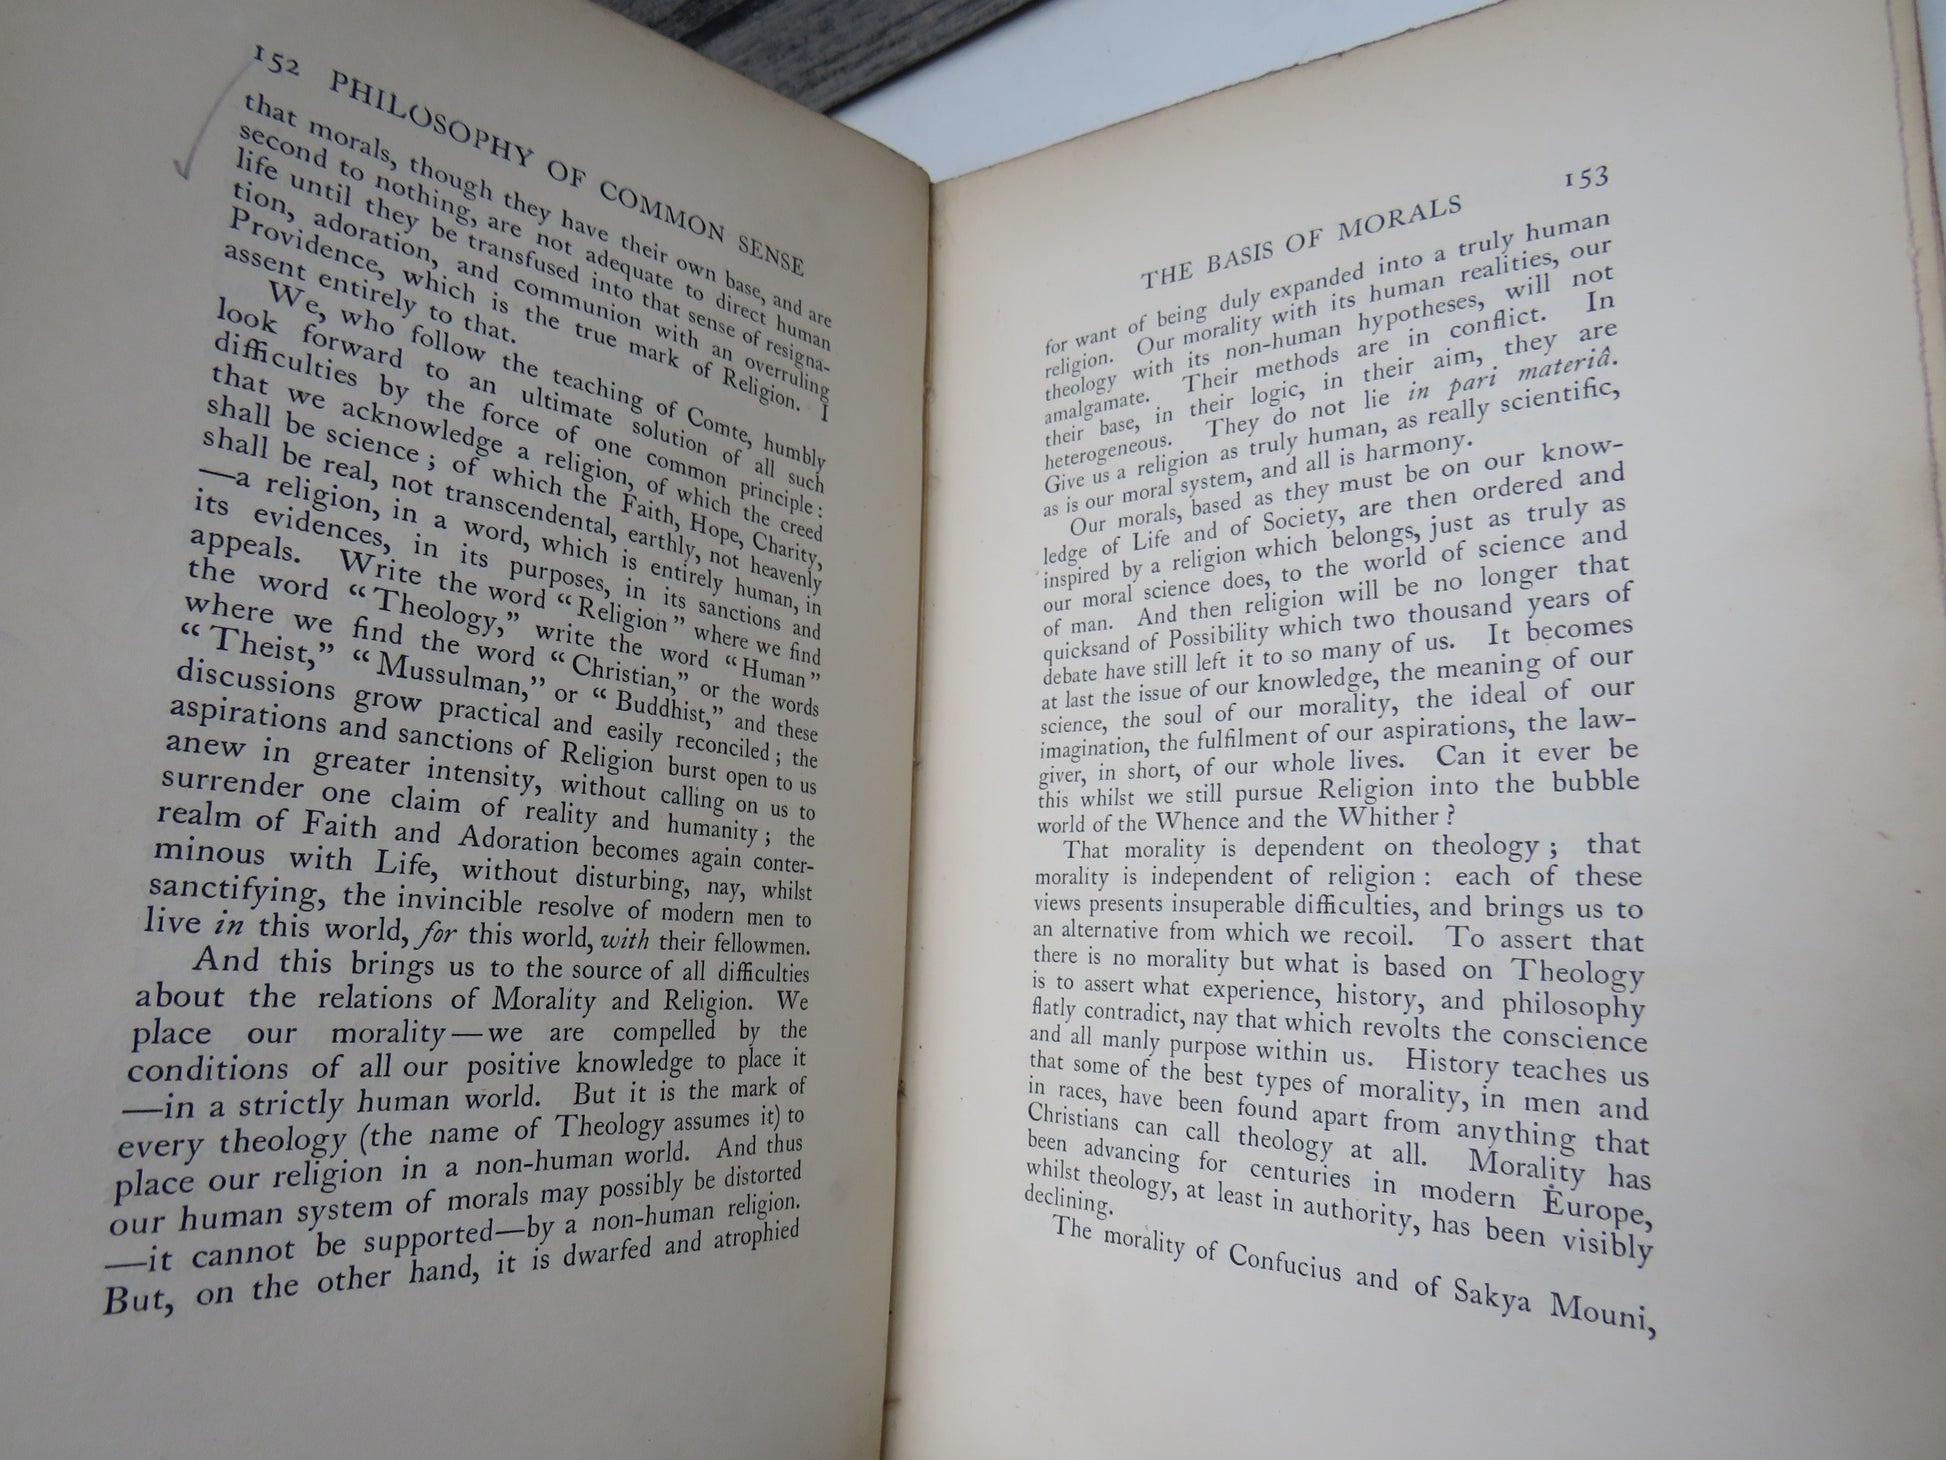 152 PHILOSOPHY OF COMMON SENSE
that morals, though they have their own base, and are
second to nothing, are not adequate to direct human
life until they be transfused into that sense of resigna-
tion, adoration, and communion with an overruling
Providence, which is the true mark of Religion. I
assent entirely to that.
We, who follow the teaching of Comte, humbly
look forward to an ultimate solution of all such
difficulties by the force of one common principle:
that we acknowledge a religion, of which the creed
shall be science; of which the Faith, Hope, Charity,
shall be real, not transcendental, earthly, not heavenly
—a religion, in a word, which is entirely human, in
its evidences, in its purposes, in its sanctions and
appeals. Write the word “Religion” where we find
the word “Theology,” write the word “Human”
where we find the word “Christian,” or the words
“Theist,” “Mussulman,” or “Buddhist,” and these
discussions grow practical and easily reconciled; the
aspirations and sanctions of Religion burst open to us
anew in greater intensity, without calling on us to
surrender one claim of reality and humanity; the
realm of Faith and Adoration becomes again conter-
minous with Life, without disturbing, nay, whilst
sanctifying, the invincible resolve of modern men to
live in this world, for this world, with their fellowmen.
And this brings us to the source of all difficulties
about the relations of Morality and Religion. We
place our morality—we are compelled by the
conditions of all our positive knowledge to place it
—in a strictly human world. But it is the mark of
every theology (the name of Theology assumes it) to
place our religion in a non-human world. And thus
our human system of morals may possibly be distorted
—it cannot be supported—by a non-human religion.
But, on the other hand, it is dwarfed and atrophied
THE BASIS OF MORALS 153
for want of being duly expanded into a truly human
religion. Our morality with its human realities, our
theology with its non-human hypotheses, will not
amalgamate. Their methods are in conflict. In
their base, in their logic, in their aim, they are
heterogeneous. They do not lie in pari materiâ.
Give us a religion as truly human, as really scientific,
as is our moral system, and all is harmony.
Our morals, based as they must be on our know-
ledge of Life and of Society, are then ordered and
inspired by a religion which belongs, just as truly as
our moral science does, to the world of science and
of man. And then religion will be no longer that
quicksand of Possibility which two thousand years of
debate have still left it to so many of us. It becomes
at last the issue of our knowledge, the meaning of our
science, the soul of our morality, the ideal of our
imagination, the fulfilment of our aspirations, the law-
giver, in short, of our whole lives. Can it ever be
this whilst we still pursue Religion into the bubble
world of the Whence and the Whither?
That morality is dependent on theology; that
morality is independent of religion: each of these
views presents insuperable difficulties, and brings us to
an alternative from which we recoil. To assert that
there is no morality but what is based on Theology
is to assert what experience, history, and philosophy
flatly contradict, nay that which revolts the conscience
and all manly purpose within us. History teaches us
that some of the best types of morality, in men and
in races, have been found apart from anything that
Christians can call theology at all. Morality has
been advancing for centuries in modern Europe,
whilst theology, at least in authority, has been visibly
declining.
The morality of Confucius and of Sakya Mouni,